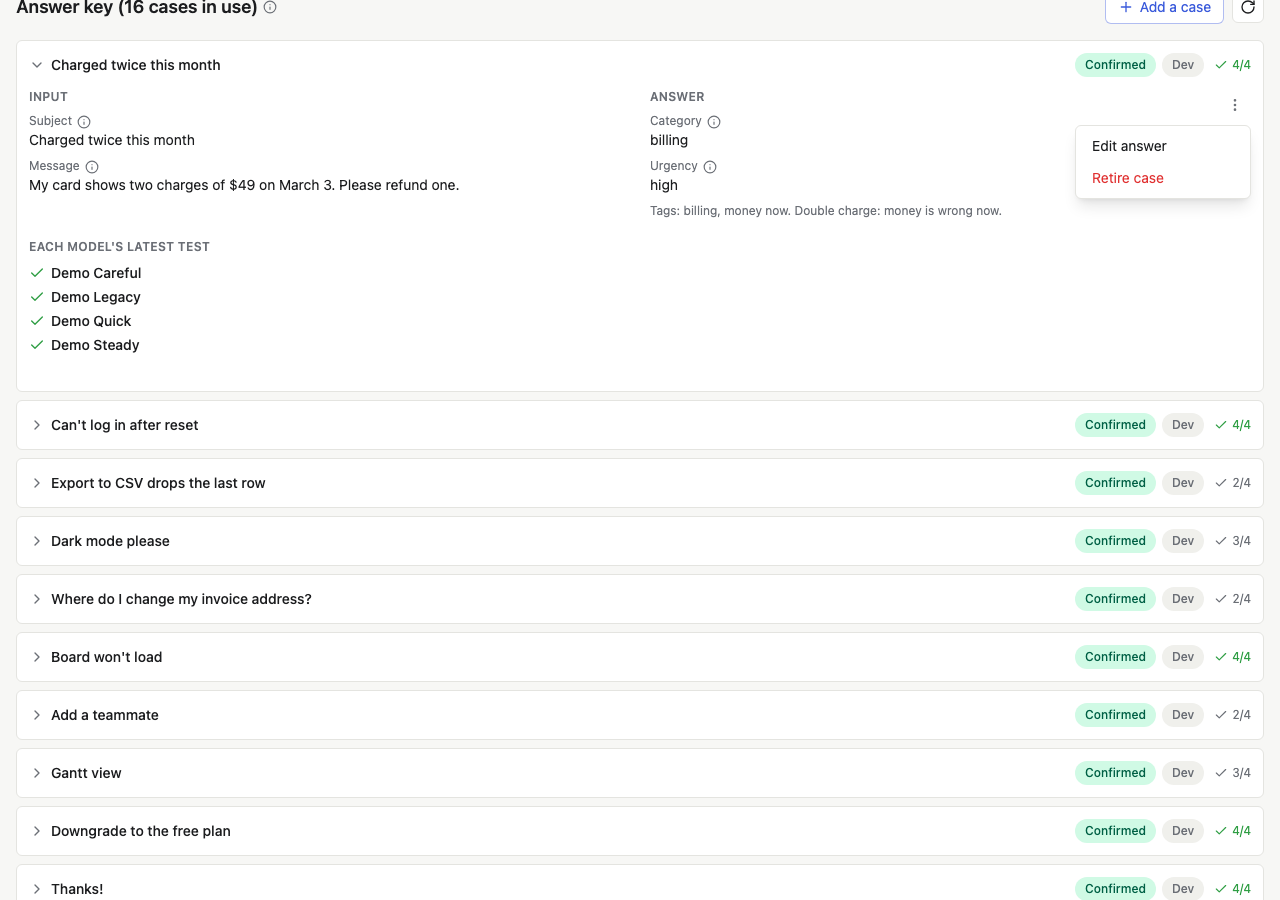 Answer key (16 cases in use)
Add a case
Charged twice this month
Confirmed
Dev
4/4
INPUT
Subject
Charged twice this month
Message
My card shows two charges of $49 on March 3. Please refund one.
ANSWER
Category
billing
Urgency
high
Tags: billing, money now. Double charge: money is wrong now.
Edit answer
Retire case
EACH MODEL'S LATEST TEST
Demo Careful
Demo Legacy
Demo Quick
Demo Steady
Can't log in after reset
Confirmed
Dev
4/4
Export to CSV drops the last row
Confirmed
Dev
2/4
Dark mode please
Confirmed
Dev
3/4
Where do I change my invoice address?
Confirmed
Dev
2/4
Board won't load
Confirmed
Dev
4/4
Add a teammate
Confirmed
Dev
2/4
Gantt view
Confirmed
Dev
3/4
Downgrade to the free plan
Confirmed
Dev
4/4
Thanks!
Confirmed
Dev
4/4